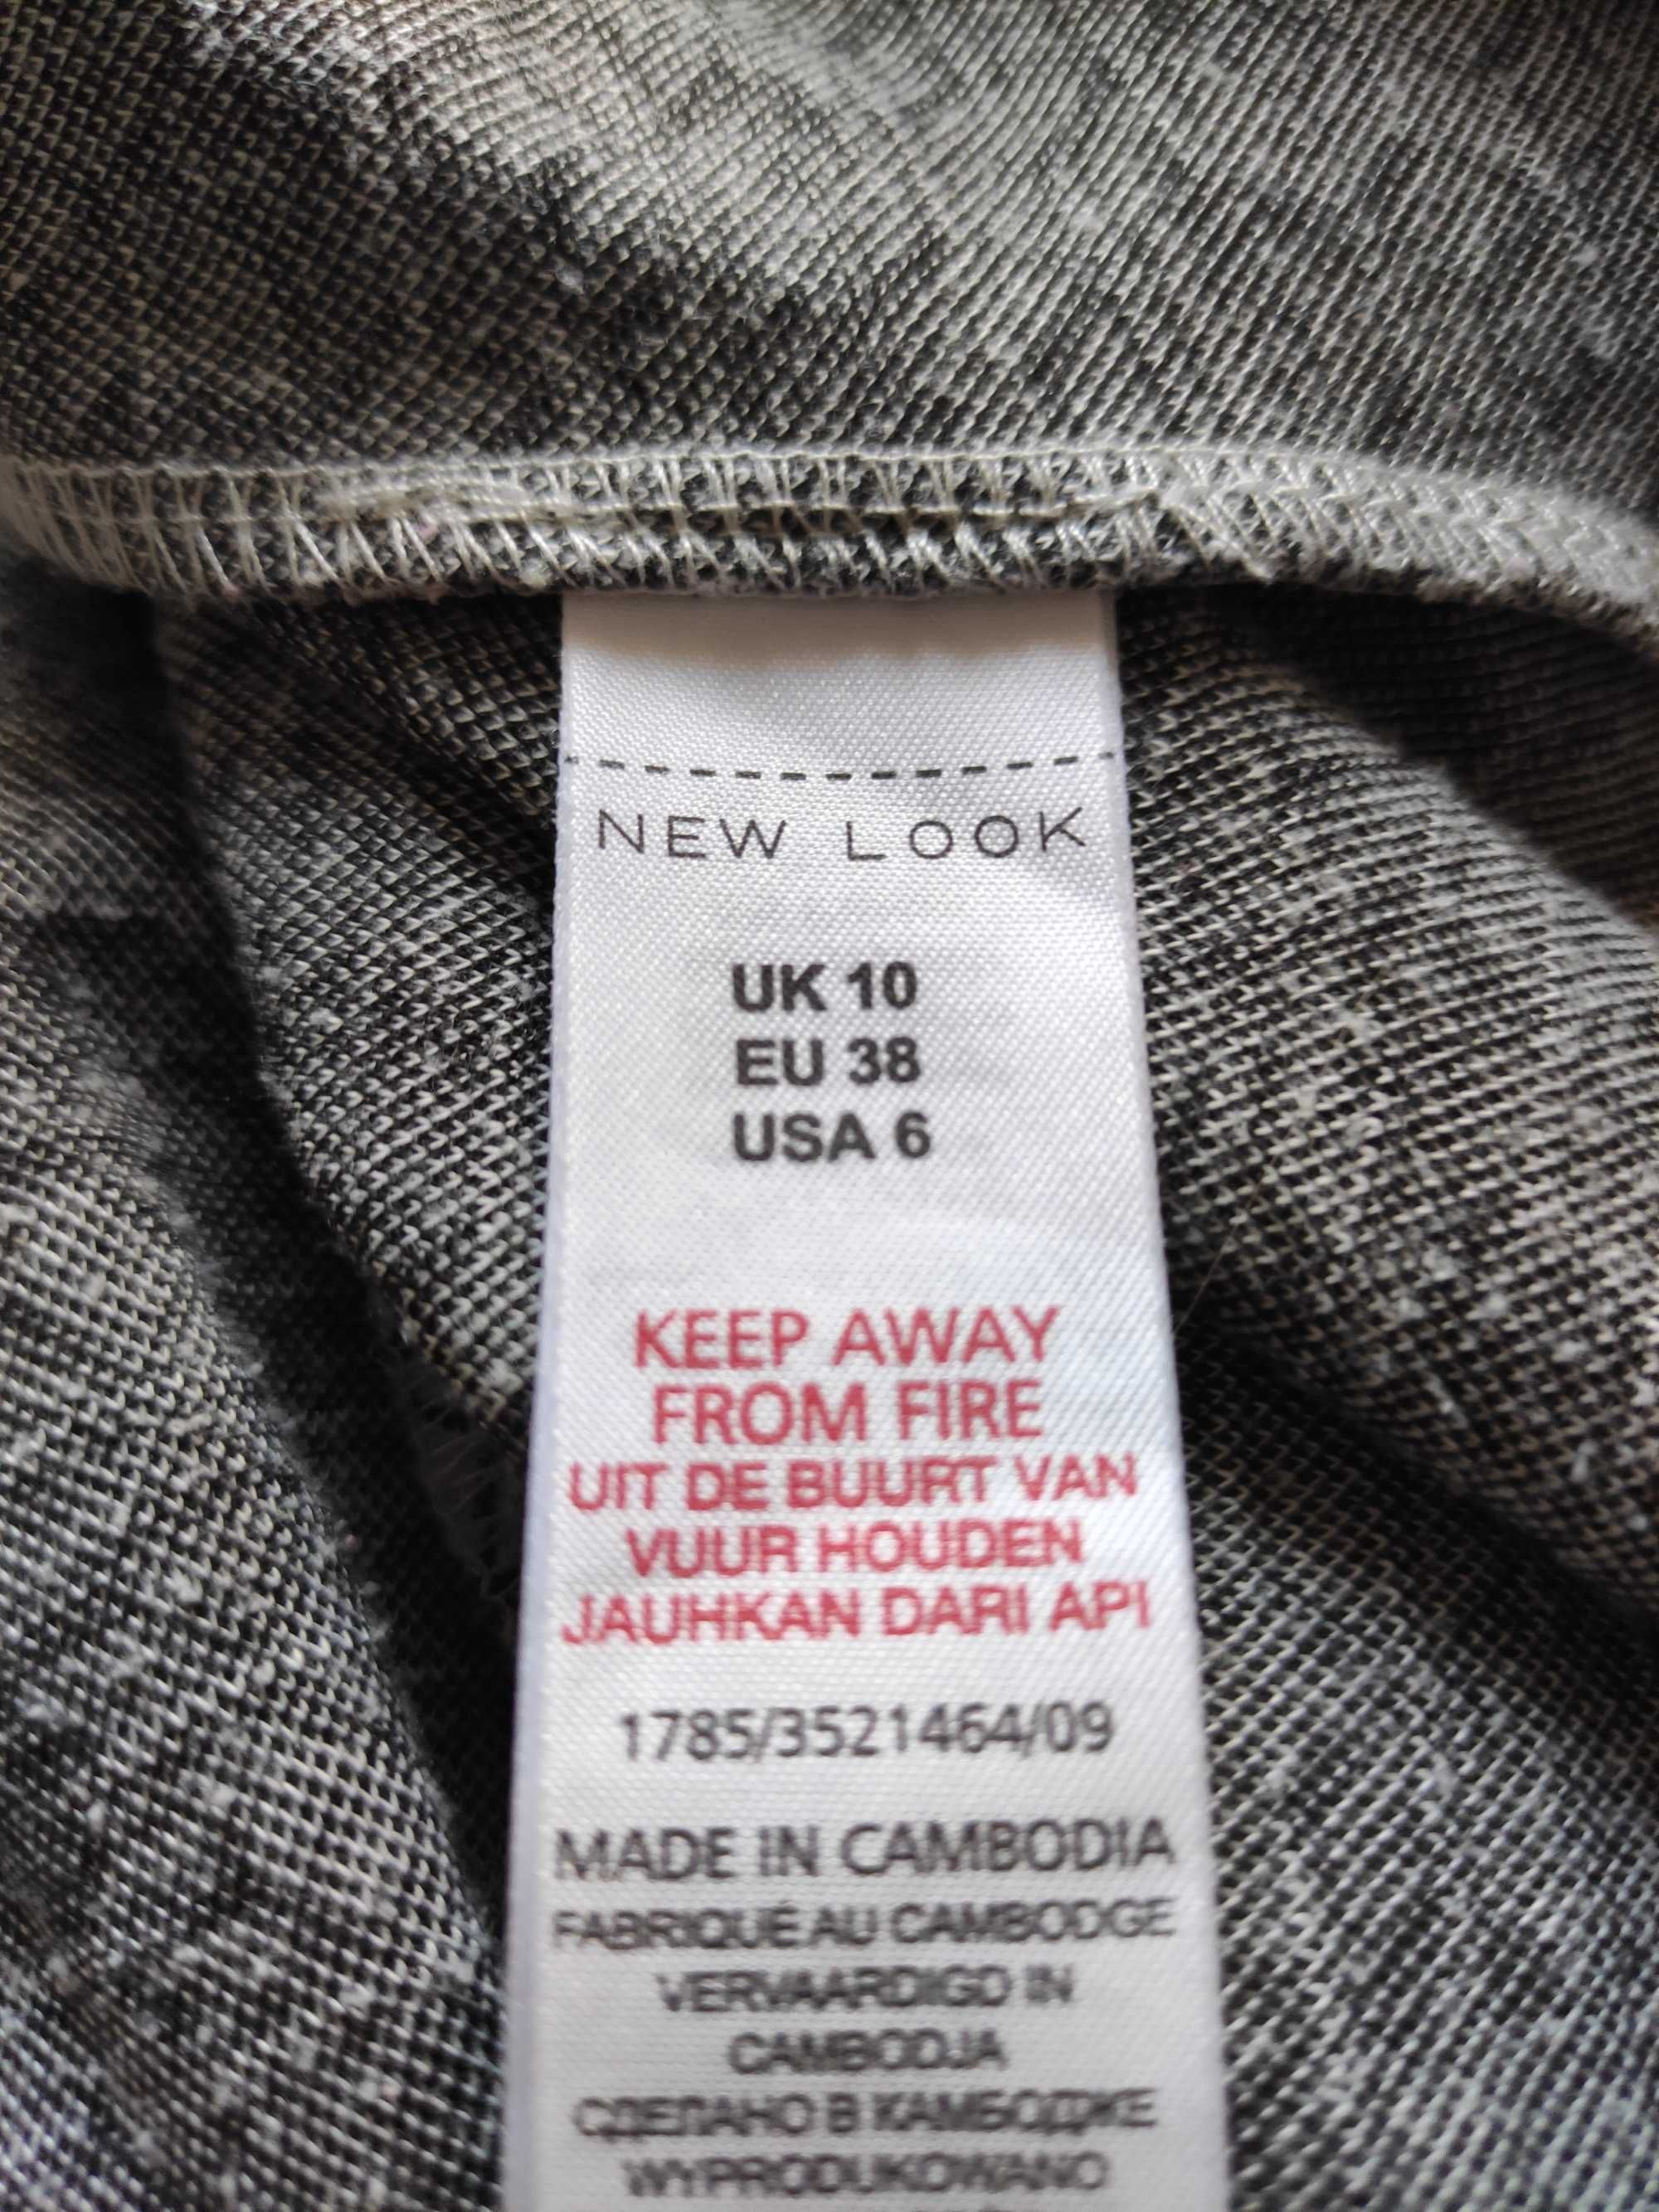 NEW LOOK
UK 10
EU 38
USA 6
KEEP AWAY
FROM FIRE
UIT DE BUURT VAN
VUUR HOUDEN
JAUHKAN DARI API
1785/3521464/09
MADE IN CAMBODIA
FABRIQUÉ AU CAMBODGE
VERVAARDIGD IN
CAMBODJA
СДЕЛАНО В КАМБОДЖЕ
WYPRODUKOWANO